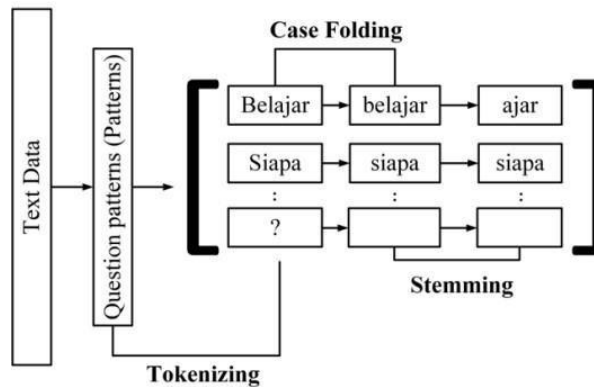 Case Folding
Text Data
Question patterns (Patterns)
Belajar belajar ajar
Siapa siapa siapa
: : :
?
Stemming
Tokenizing